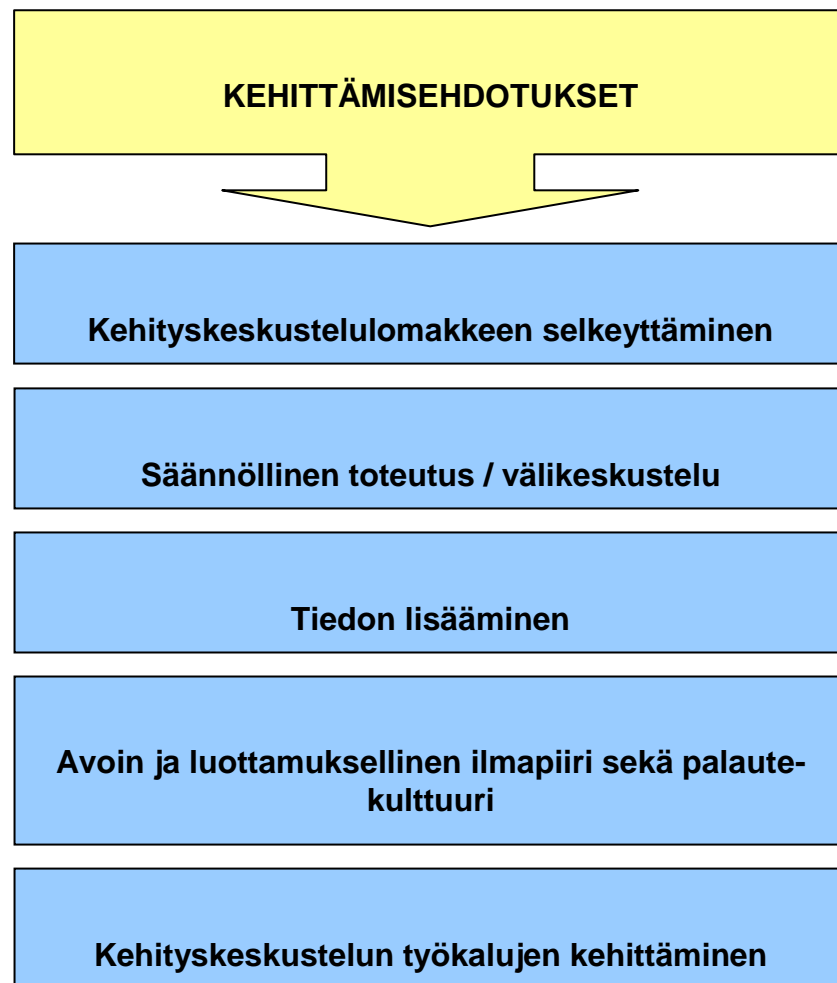 KEHITTÄMISEHDOTUKSET
Kehityskeskustelulomakkeen selkeyttäminen
Säännöllinen toteutus / välikeskustelu
Tiedon lisääminen
Avoin ja luottamuksellinen ilmapiiri sekä palaute-
kulttuuri
Kehityskeskustelun työkalujen kehittäminen